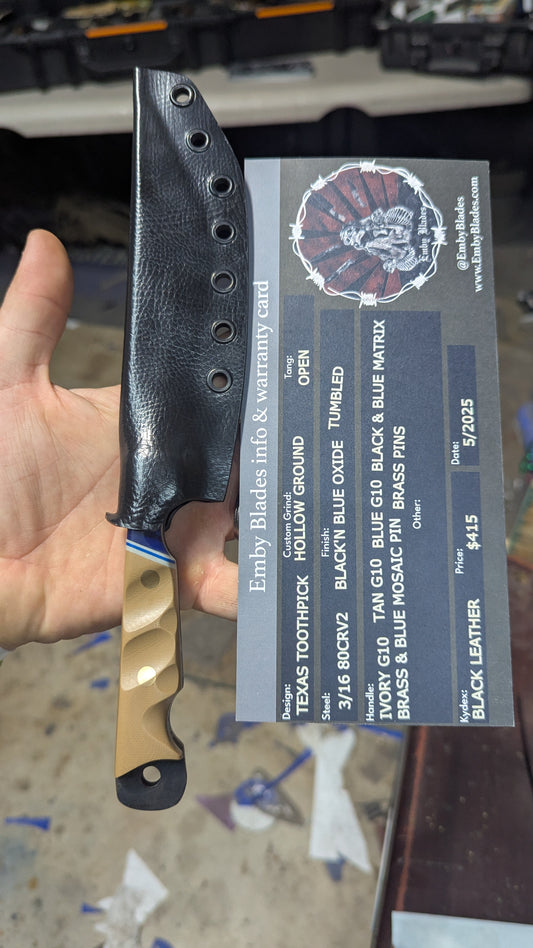 Emby Blades info & warranty card
Design: Custom Grind: Tang:
TEXAS TOOTHPICK HOLLOW GROUND OPEN
Steel: Finish:
3/16 80CRV2 BLACK'N BLUE OXIDE TUMBLED
Handle:
IVORY G10 TAN G10 BLUE G10 BLACK & BLUE MATRIX
BRASS & BLUE MOSAIC PIN BRASS PINS
Other:
Kydex: Price: Date:
BLACK LEATHER $415 5/2025
Emby Blades
@EmbyBlades
www.EmbyBlades.com